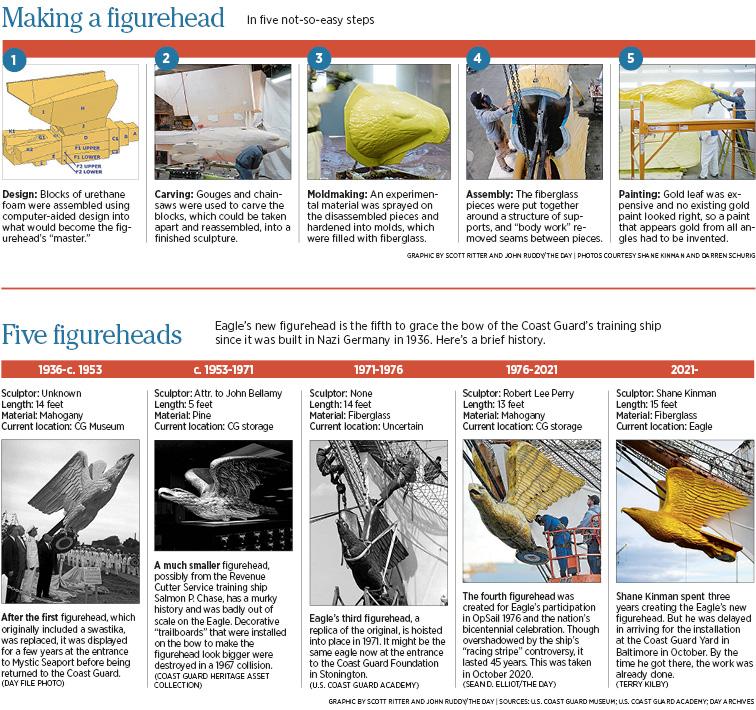 Making a figurehead
In five not-so-easy steps
1
2
3
4
5
Design: Blocks of urethane
foam were assembled using
computer-aided design into
what would become the fig-
urehead's "master."
Carving: Gouges and chain-
saws were used to carve the
blocks, which could be taken
apart and reassembled, into a
finished sculpture.
Moldmaking: An experimen-
tal material was sprayed on
the disassembled pieces and
hardened into molds, which
were filled with fiberglass.
Assembly: The fiberglass
pieces were put together
around a structure of sup-
ports, and "body work" re-
moved seams between pieces.
Painting: Gold leaf was ex-
pensive and no existing gold
paint looked right, so a paint
that appears gold from all an-
gles had to be invented.
GRAPHIC BY SCOTT RITTER AND JOHN RUDDY/THE DAY | PHOTOS COURTESY SHANE KINMAN AND DARREN SCHURIG
Five figureheads
Eagle's new figurehead is the fifth to grace the bow of the Coast Guard's training ship
since it was built in Nazi Germany in 1936. Here's a brief history.
1936-c. 1953
Sculptor: Unknown
Length: 14 feet
Material: Mahogany
Current location: CG Museum
After the first figurehead, which
originally included a swastika,
was replaced, it was displayed
for a few years at the entrance
to Mystic Seaport before being
returned to the Coast Guard.
(DAY FILE PHOTO)
c. 1953-1971
Sculptor: Attr. to John Bellamy
Length: 5 feet
Material: Pine
Current location: CG storage
A much smaller figurehead,
possibly from the Revenue
Cutter Service training ship
Salmon P. Chase, has a murky
history and was badly out of
scale on the Eagle. Decorative
"trailboards" that were installed
on the bow to make the
figurehead look bigger were
destroyed in a 1967 collision.
(COAST GUARD HERITAGE ASSET
COLLECTION)
1971-1976
Sculptor: None
Length: 14 feet
Material: Fiberglass
Current location: Uncertain
Eagle's third figurehead, a
replica of the original, is hoisted
into place in 1971. It might be the
same eagle now at the entrance
to the Coast Guard Foundation
in Stonington.
(U.S. COAST GUARD ACADEMY)
1976-2021
Sculptor: Robert Lee Perry
Length: 13 feet
Material: Mahogany
Current location: CG storage
The fourth figurehead was
created for Eagle's participation
in OpSail 1976 and the nation's
bicentennial celebration. Though
overshadowed by the ship's
"racing stripe" controversy, it
lasted 45 years. This was taken
in October 2020.
(SEAN D. ELLIOT/THE DAY)
2021-
Sculptor: Shane Kinman
Length: 15 feet
Material: Fiberglass
Current location: Eagle
Shane Kinman spent three
years creating the Eagle's new
figurehead. But he was delayed
in arriving for the installation
at the Coast Guard Yard in
Baltimore in October. By the
time he got there, the work was
already done.
(TERRY KILBY)
GRAPHIC BY SCOTT RITTER AND JOHN RUDDY/THE DAY | SOURCES: U.S. COAST GUARD MUSEUM; U.S. COAST GUARD ACADEMY; DAY ARCHIVES